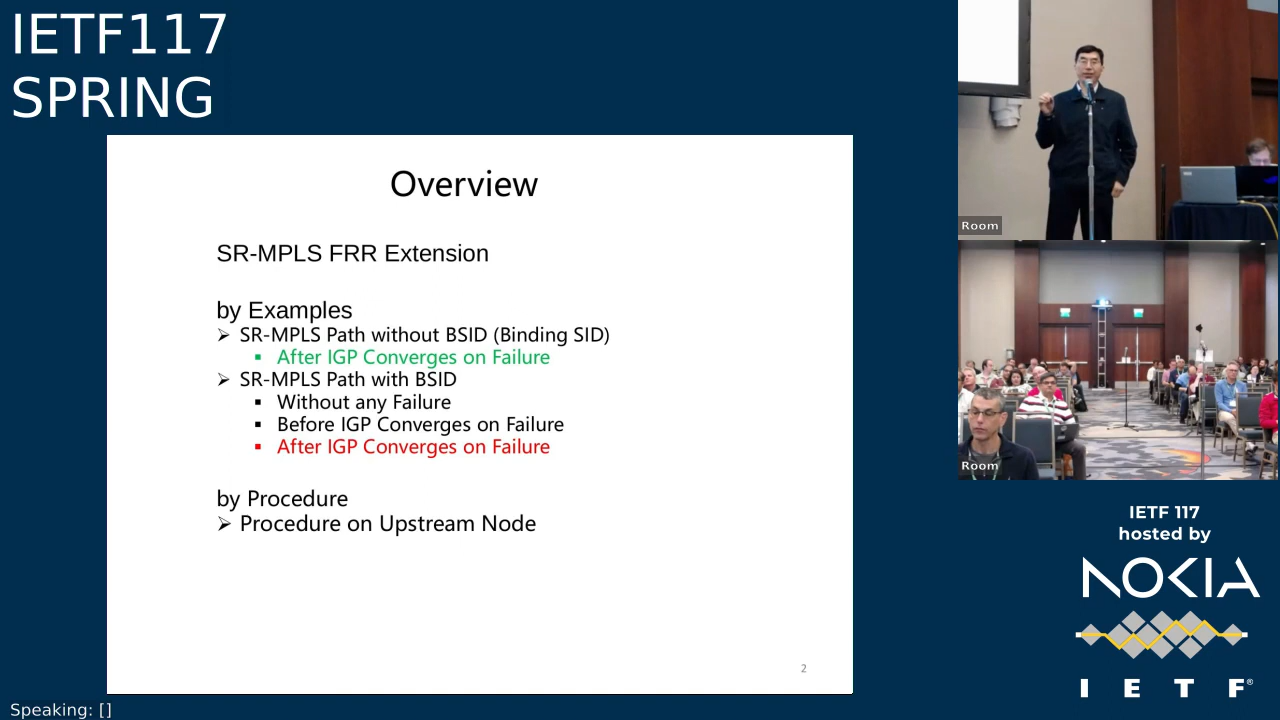 IETF117
SPRING
Overview
SR-MPLS FRR Extension
by Examples
➢ SR-MPLS Path without BSID (Binding SID)
▪ After IGP Converges on Failure
➢ SR-MPLS Path with BSID
▪ Without any Failure
▪ Before IGP Converges on Failure
▪ After IGP Converges on Failure
by Procedure
➢ Procedure on Upstream Node
2
Room
Room
IETF 117
hosted by
NOKIA
I E T F®
Speaking: []